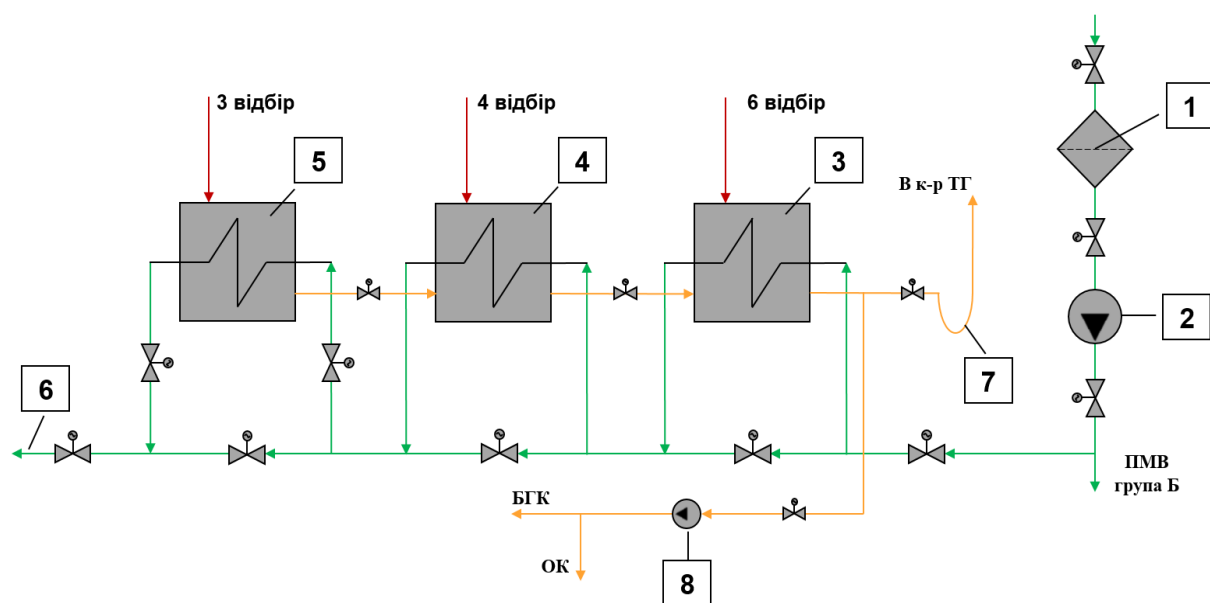 3 відбір
4 відбір
6 відбір
1
5
4
3
В к-р ТГ
2
7
6
ПМВ
група Б
БГК
ОК
8